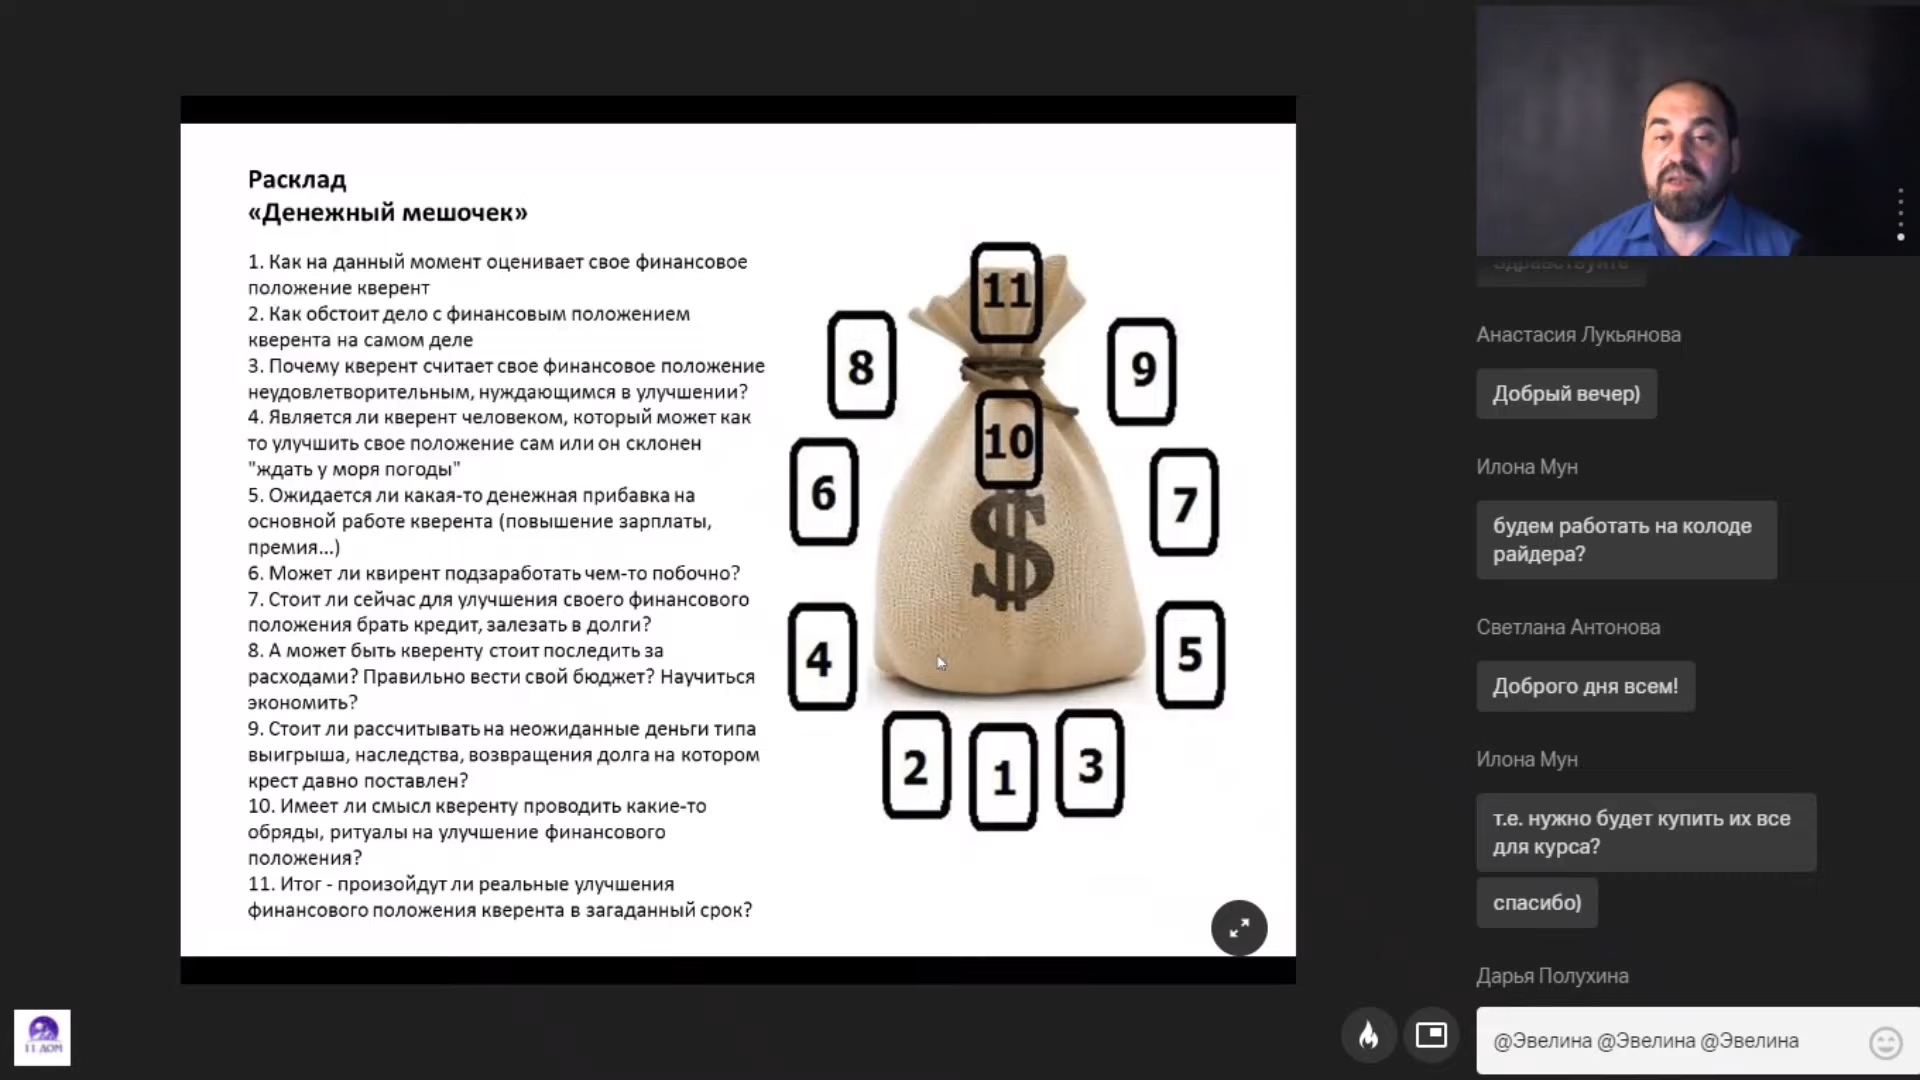 Расклад
«Денежный мешочек»
1. Как на данный момент оценивает свое финансовое
положение кверент
2. Как обстоит дело с финансовым положением
кверента на самом деле
3. Почему кверент считает свое финансовое положение
неудовлетворительным, нуждающимся в улучшении?
4. Является ли кверент человеком, который может как
то улучшить свое положение сам или он склонен
"ждать у моря погоды"
5. Ожидается ли какая-то денежная прибавка на
основной работе кверента (повышение зарплаты,
премия...)
6. Может ли квирент подзаработать чем-то побочно?
7. Стоит ли сейчас для улучшения своего финансового
положения брать кредит, залезать в долги?
8. А может быть кверенту стоит последить за
расходами? Правильно вести свой бюджет? Научиться
экономить?
9. Стоит ли рассчитывать на неожиданные деньги типа
выигрыша, наследства, возвращения долга на котором
крест давно поставлен?
10. Имеет ли смысл кверенту проводить какие-то
обряды, ритуалы на улучшение финансового
положения?
11. Итог - произойдут ли реальные улучшения
финансового положения кверента в загаданный срок?
11
8
9
10
6
7
$
4
5
2
1
3
Здравствуйте
Анастасия Лукьянова
Добрый вечер)
Илона Мун
будем работать на колоде
райдера?
Светлана Антонова
Доброго дня всем!
Илона Мун
т.е. нужно будет купить их все
для курса?
спасибо)
Дарья Полухина
@Эвелина @Эвелина @Эвелина
11 ДОМ